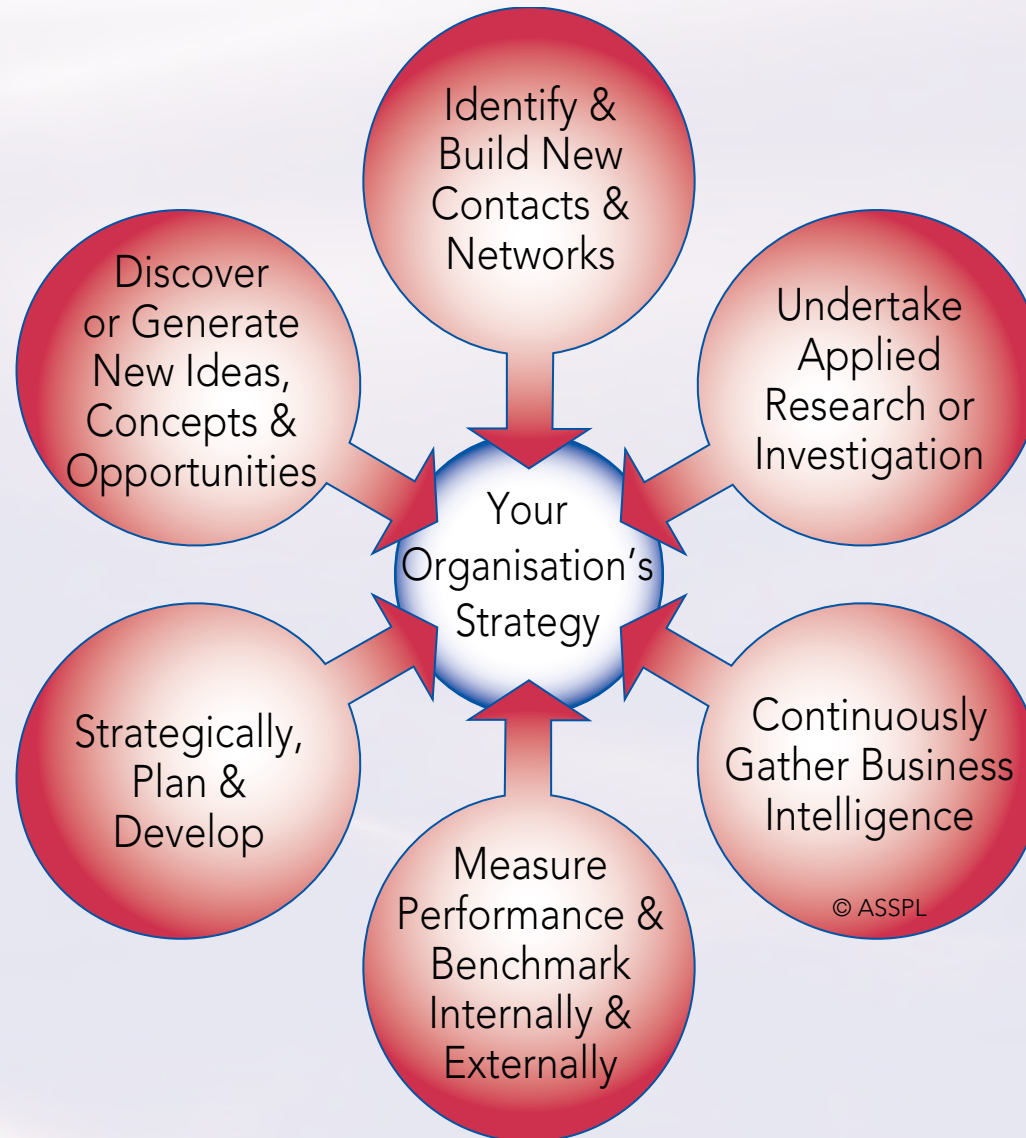 Identify &
Build New
Contacts &
Networks
Discover
or Generate
New Ideas,
Concepts &
Opportunities
Undertake
Applied
Research or
Investigation
Your
Organisation’s
Strategy
Strategically,
Plan &
Develop
Continuously
Gather Business
Intelligence
© ASSPL
Measure
Performance &
Benchmark
Internally &
Externally